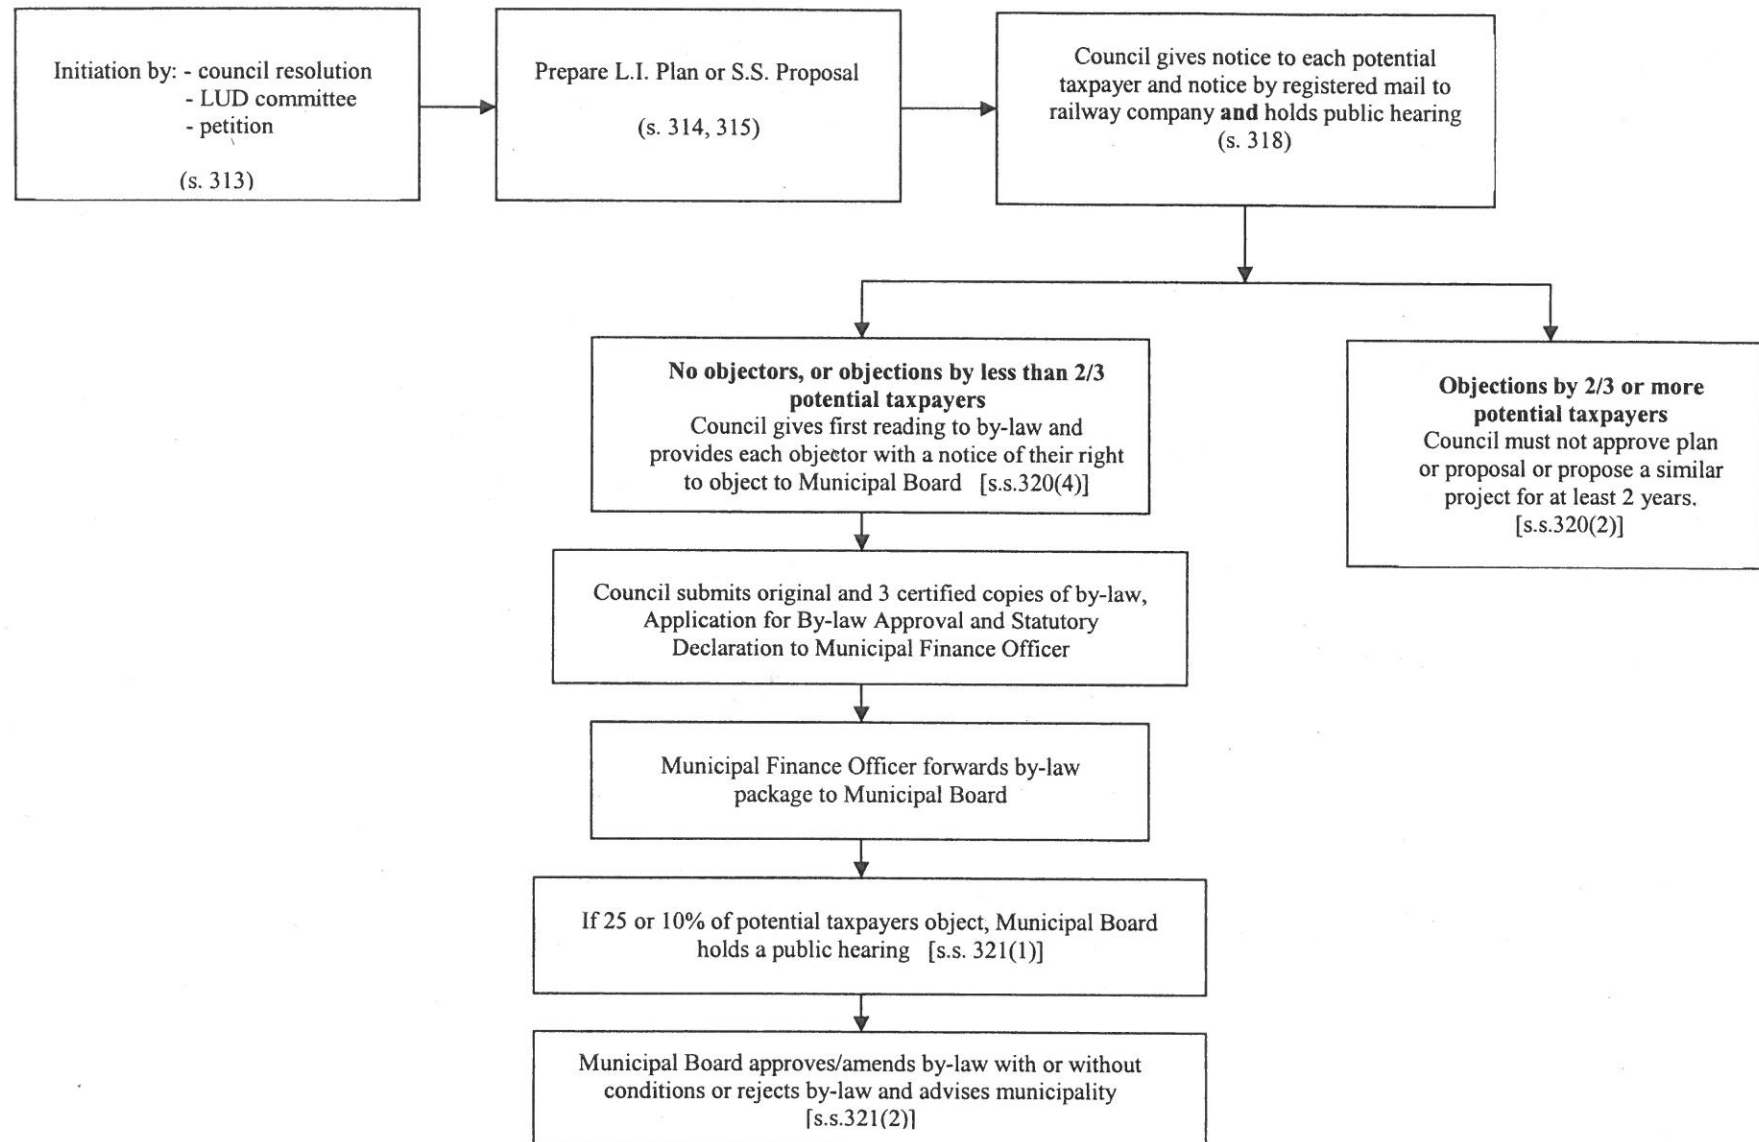 Initiation by: - council resolution
- LUD committee
- petition
(s. 313)
Prepare L.I. Plan or S.S. Proposal
(s. 314, 315)
Council gives notice to each potential
taxpayer and notice by registered mail to
railway company and holds public hearing
(s. 318)
No objectors, or objections by less than 2/3
potential taxpayers
Council gives first reading to by-law and
provides each objector with a notice of their right
to object to Municipal Board [s.s.320(4)]
Objections by 2/3 or more
potential taxpayers
Council must not approve plan
or proposal or propose a similar
project for at least 2 years.
[s.s.320(2)]
Council submits original and 3 certified copies of by-law,
Application for By-law Approval and Statutory
Declaration to Municipal Finance Officer
Municipal Finance Officer forwards by-law
package to Municipal Board
If 25 or 10% of potential taxpayers object, Municipal Board
holds a public hearing [s.s. 321(1)]
Municipal Board approves/amends by-law with or without
conditions or rejects by-law and advises municipality
[s.s.321(2)]